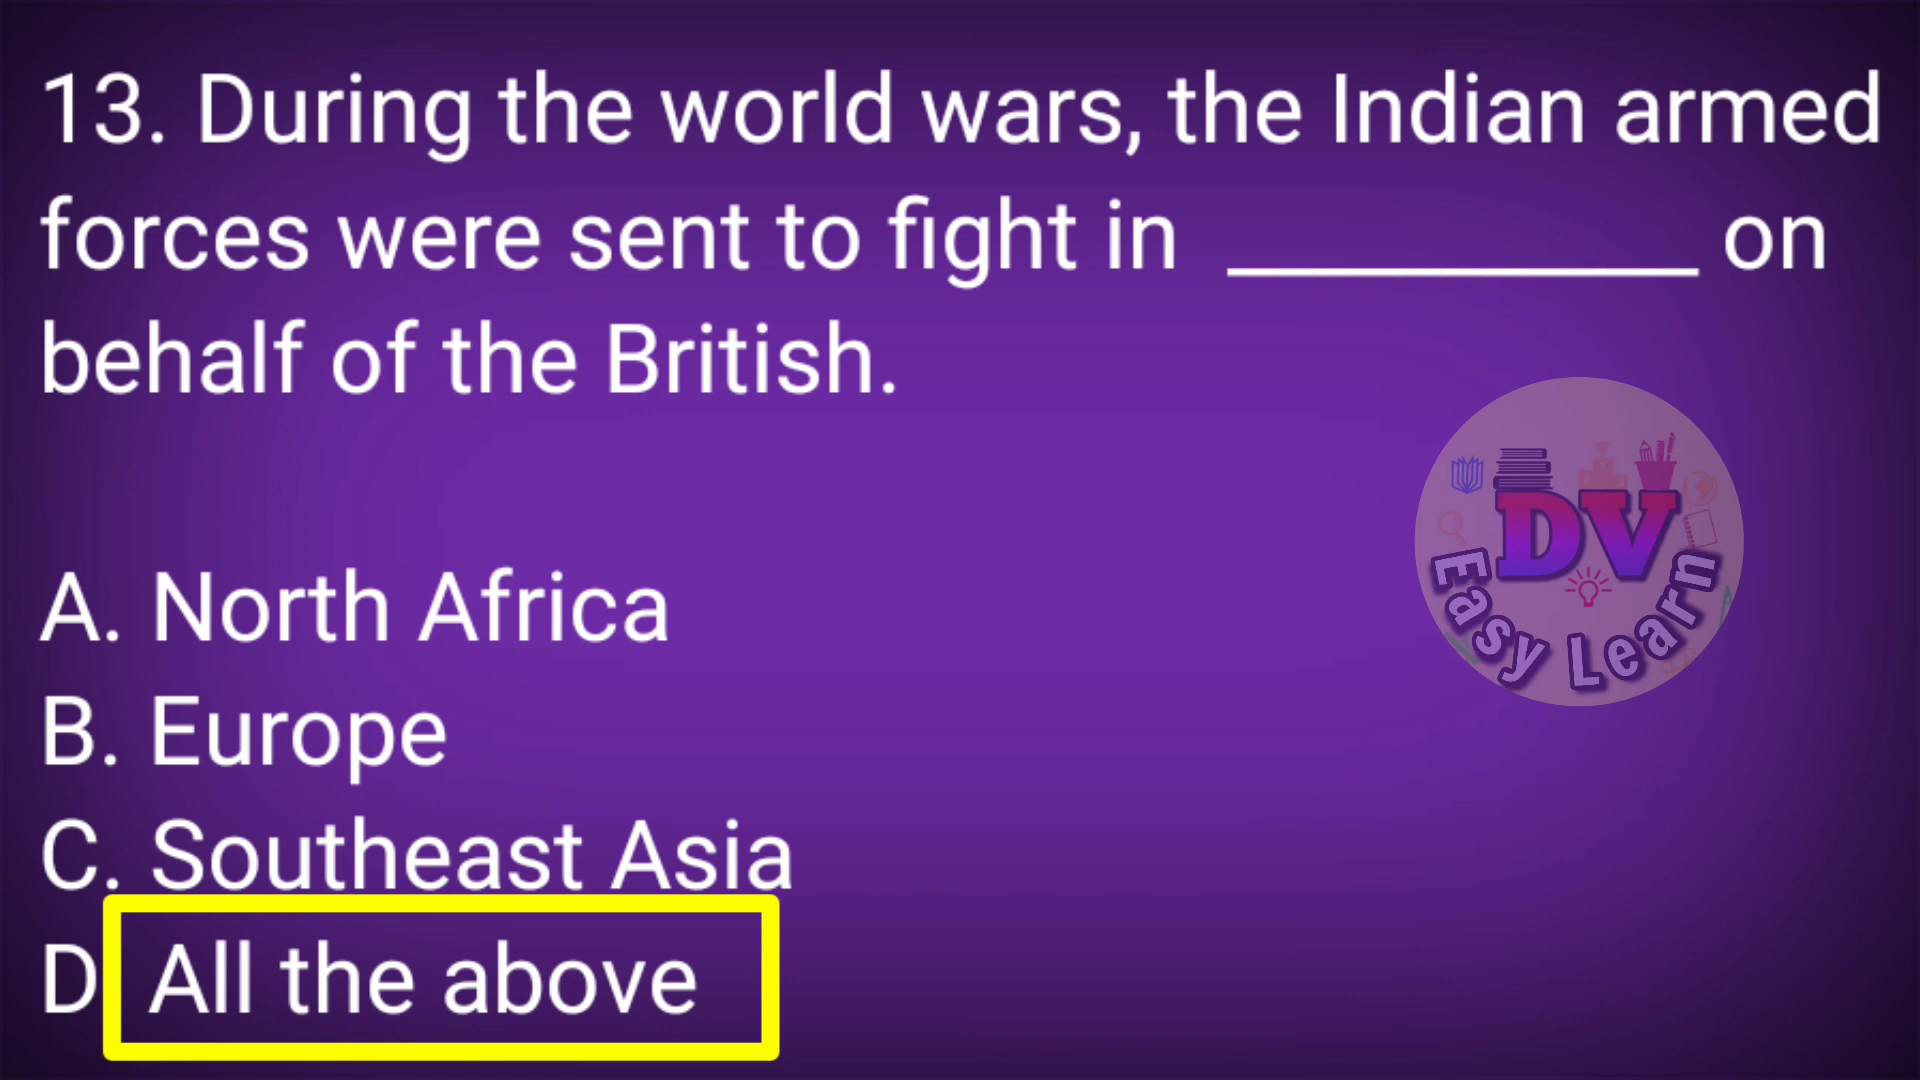 13. During the world wars, the Indian armed
forces were sent to fight in ____________ on
behalf of the British.
A. North Africa
B. Europe
C. Southeast Asia
D All the above
DV
Easy Learn